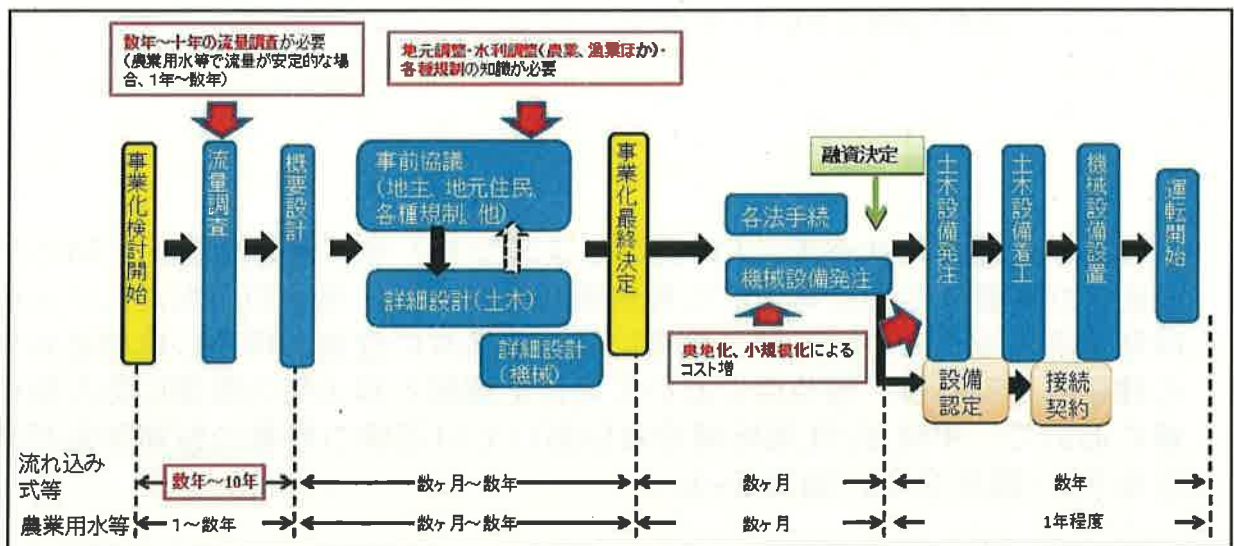 数年～十年の流量調査が必要
(農業用水等で流量が安定的な場
合、1年～数年)
地元調整・水利調整(農業、漁業ほか)・
各種規制の知識が必要
事業化検討開始
流量調査
概要設計
事前協議
(地主、地元住民、
各種規制、他)
詳細設計(土木)
詳細設計
(機械)
事業化最終決定
各法手続
機械設備発注
奥地化、小規模化による
コスト増
融資決定
土木設備発注
土木設備着工
機械設備設置
運転開始
設備
認定
接続
契約
流れ込み
式等
数年～10年
数ヶ月～数年
数ヶ月
数年
農業用水等
1～数年
数ヶ月～数年
数ヶ月
1年程度